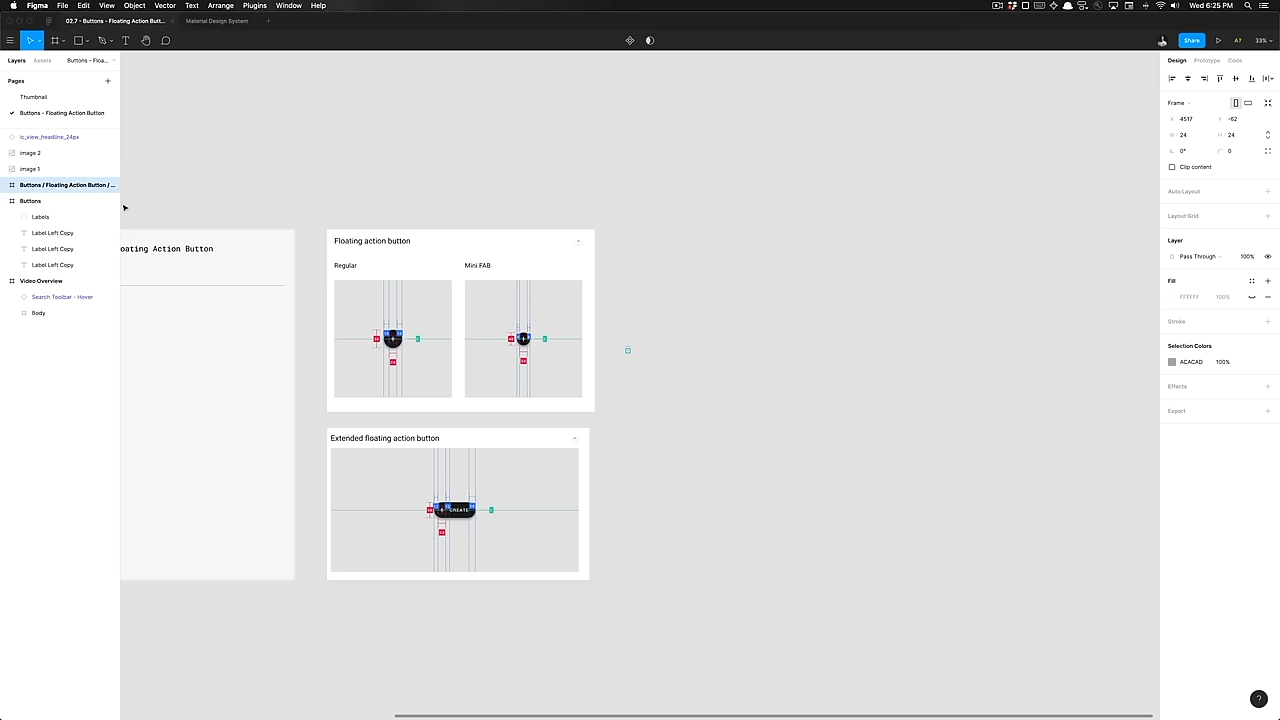 Figma File Edit View Object Vector Text Arrange Plugins Window Help
Wed 6:25 PM
02.7 - Buttons - Floating Action Butt...
Material Design System
Share
A?
33%
Layers Assets Buttons - Floa...
Pages
Thumbnail
Buttons - Floating Action Button
ic_view_headline_24px
image 2
image 1
Buttons / Floating Action Button / ...
Buttons
Labels
Label Left Copy
Label Left Copy
Label Left Copy
Video Overview
Search Toolbar - Hover
Body
oating Action Button
Floating action button
Regular
Mini FAB
Extended floating action button
CREATE
Design Prototype Code
Frame
X 4517 Y -62
W 24 H 24
0° 0
Clip content
Auto Layout
Layout Grid
Layer
Pass Through 100%
Fill
FFFFFF 100%
Stroke
Selection Colors
ACACAD 100%
Effects
Export
?